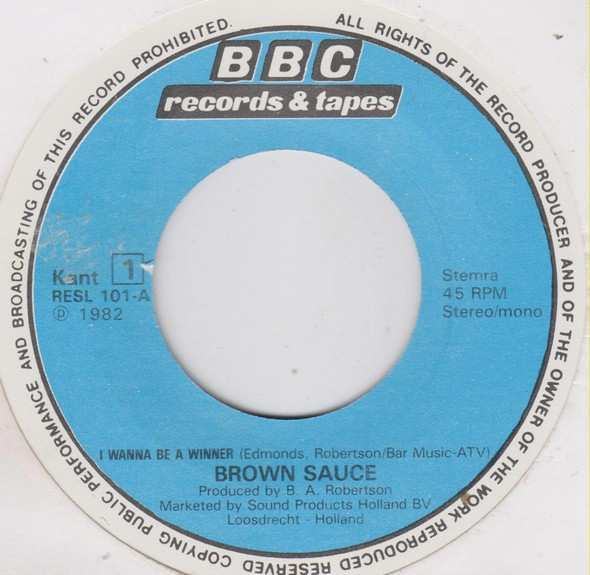 ALL RIGHTS OF THE RECORD PRODUCER AND OF THE OWNER OF THE WORK REPRODUCED RESERVED COPYING PUBLIC PERFORMANCE AND BROADCASTING OF THIS RECORD PROHIBITED.
BBC
records & tapes
Kant 1
RESL 101-A
℗ 1982
Stemra
45 RPM
Stereo/mono
I WANNA BE A WINNER (Edmonds, Robertson/Bar Music-ATV)
BROWN SAUCE
Produced by B. A. Robertson
Marketed by Sound Products Holland BV
Loosdrecht - Holland